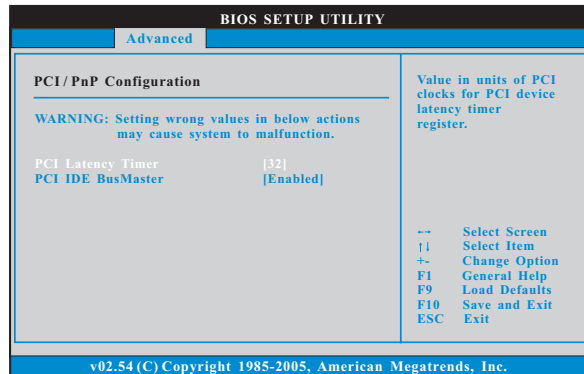 BIOS SETUP UTILITY
Advanced
PCI / PnP Configuration
WARNING: Setting wrong values in below actions
may cause system to malfunction.
PCI Latency Timer [32]
PCI IDE BusMaster [Enabled]
Value in units of PCI
clocks for PCI device
latency timer
register.
←→ Select Screen
↑↓ Select Item
+- Change Option
F1 General Help
F9 Load Defaults
F10 Save and Exit
ESC Exit
v02.54 (C) Copyright 1985-2005, American Megatrends, Inc.